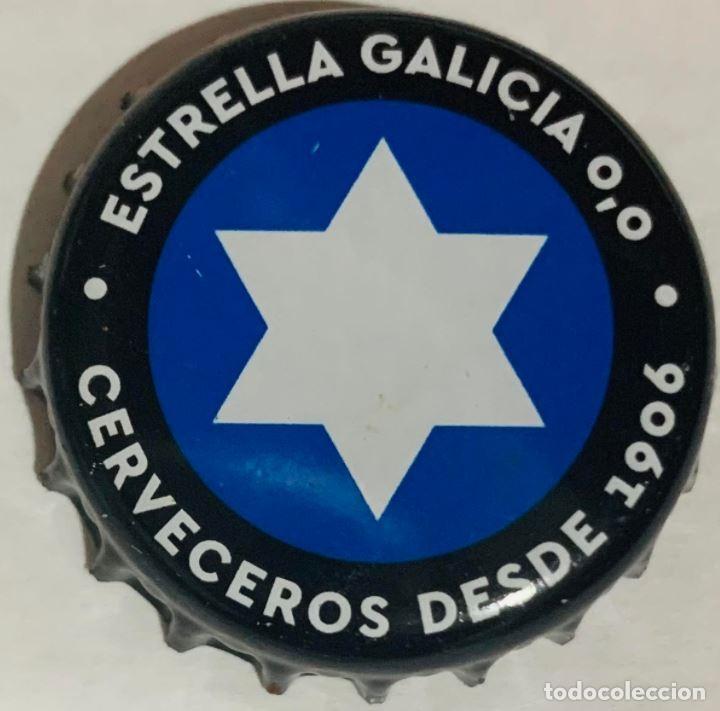 ESTRELLA GALICIA 0,0
CERVECEROS DESDE 1906
todocoleccion